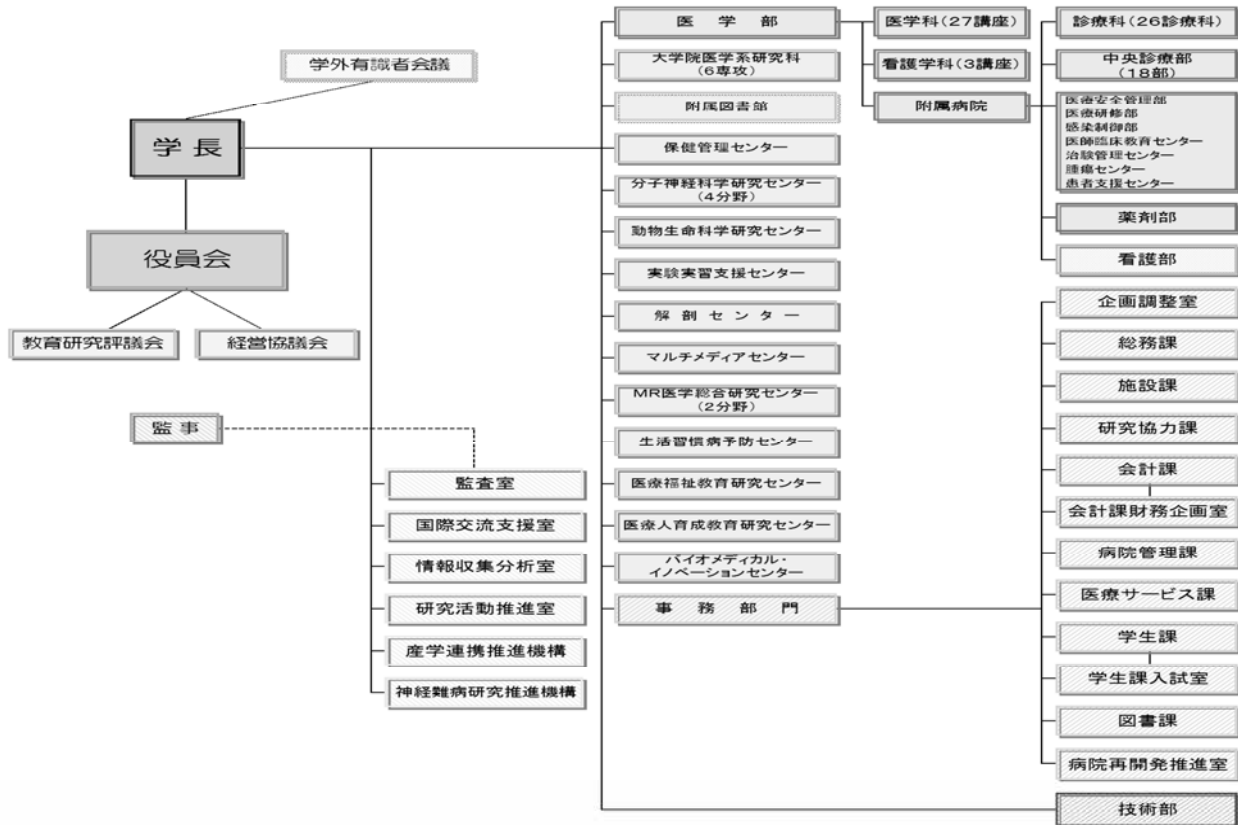 学外有識者会議
学長
役員会
教育研究評議会
経営協議会
監事
監査室
国際交流支援室
情報収集分析室
研究活動推進室
産学連携推進機構
神経難病研究推進機構
医学部
大学院医学系研究科
(6専攻)
附属図書館
保健管理センター
分子神経科学研究センター
(4分野)
動物生命科学研究センター
実験実習支援センター
解剖センター
マルチメディアセンター
MR医学総合研究センター
(2分野)
生活習慣病予防センター
医療福祉教育研究センター
医療人育成教育研究センター
バイオメディカル・
イノベーションセンター
事務部門
医学科(27講座)
看護学科(3講座)
附属病院
診療科(26診療科)
中央診療部
(18部)
医療安全管理部
医療研修部
感染制御部
医師臨床教育センター
治験管理センター
腫瘍センター
患者支援センター
薬剤部
看護部
企画調整室
総務課
施設課
研究協力課
会計課
会計課財務企画室
病院管理課
医療サービス課
学生課
学生課入試室
図書課
病院再開発推進室
技術部